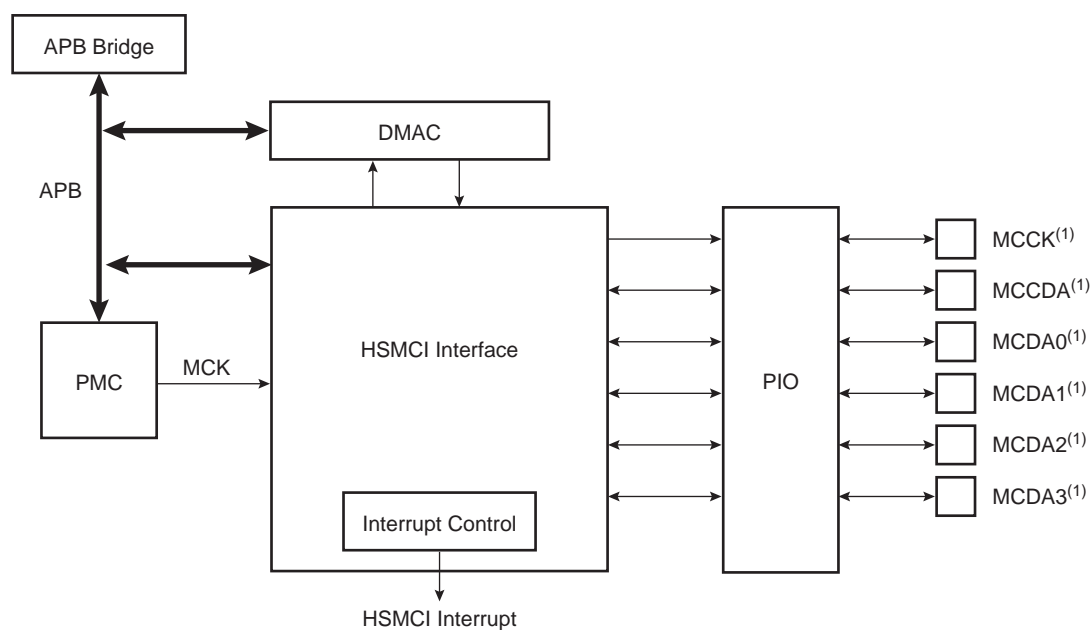 APB Bridge
DMAC
APB
MCCK(1)
MCCDA(1)
HSMCI Interface
MCDA0(1)
MCK
PMC
PIO
MCDA1(1)
MCDA2(1)
MCDA3(1)
Interrupt Control
HSMCI Interrupt